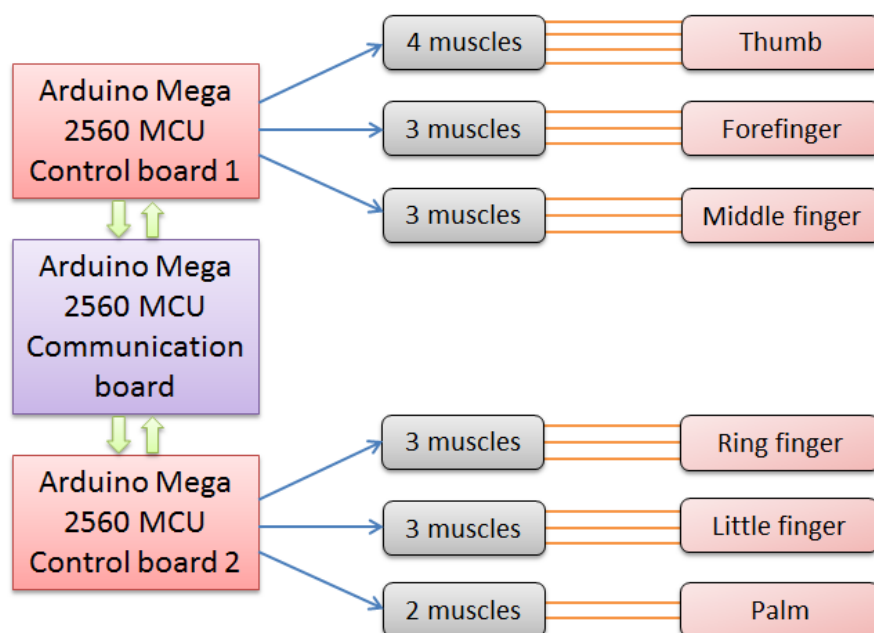 4 muscles
Thumb
Arduino Mega
2560 MCU
Control board 1
3 muscles
Forefinger
3 muscles
Middle finger
Arduino Mega
2560 MCU
Communication
board
3 muscles
Ring finger
Arduino Mega
2560 MCU
Control board 2
3 muscles
Little finger
2 muscles
Palm